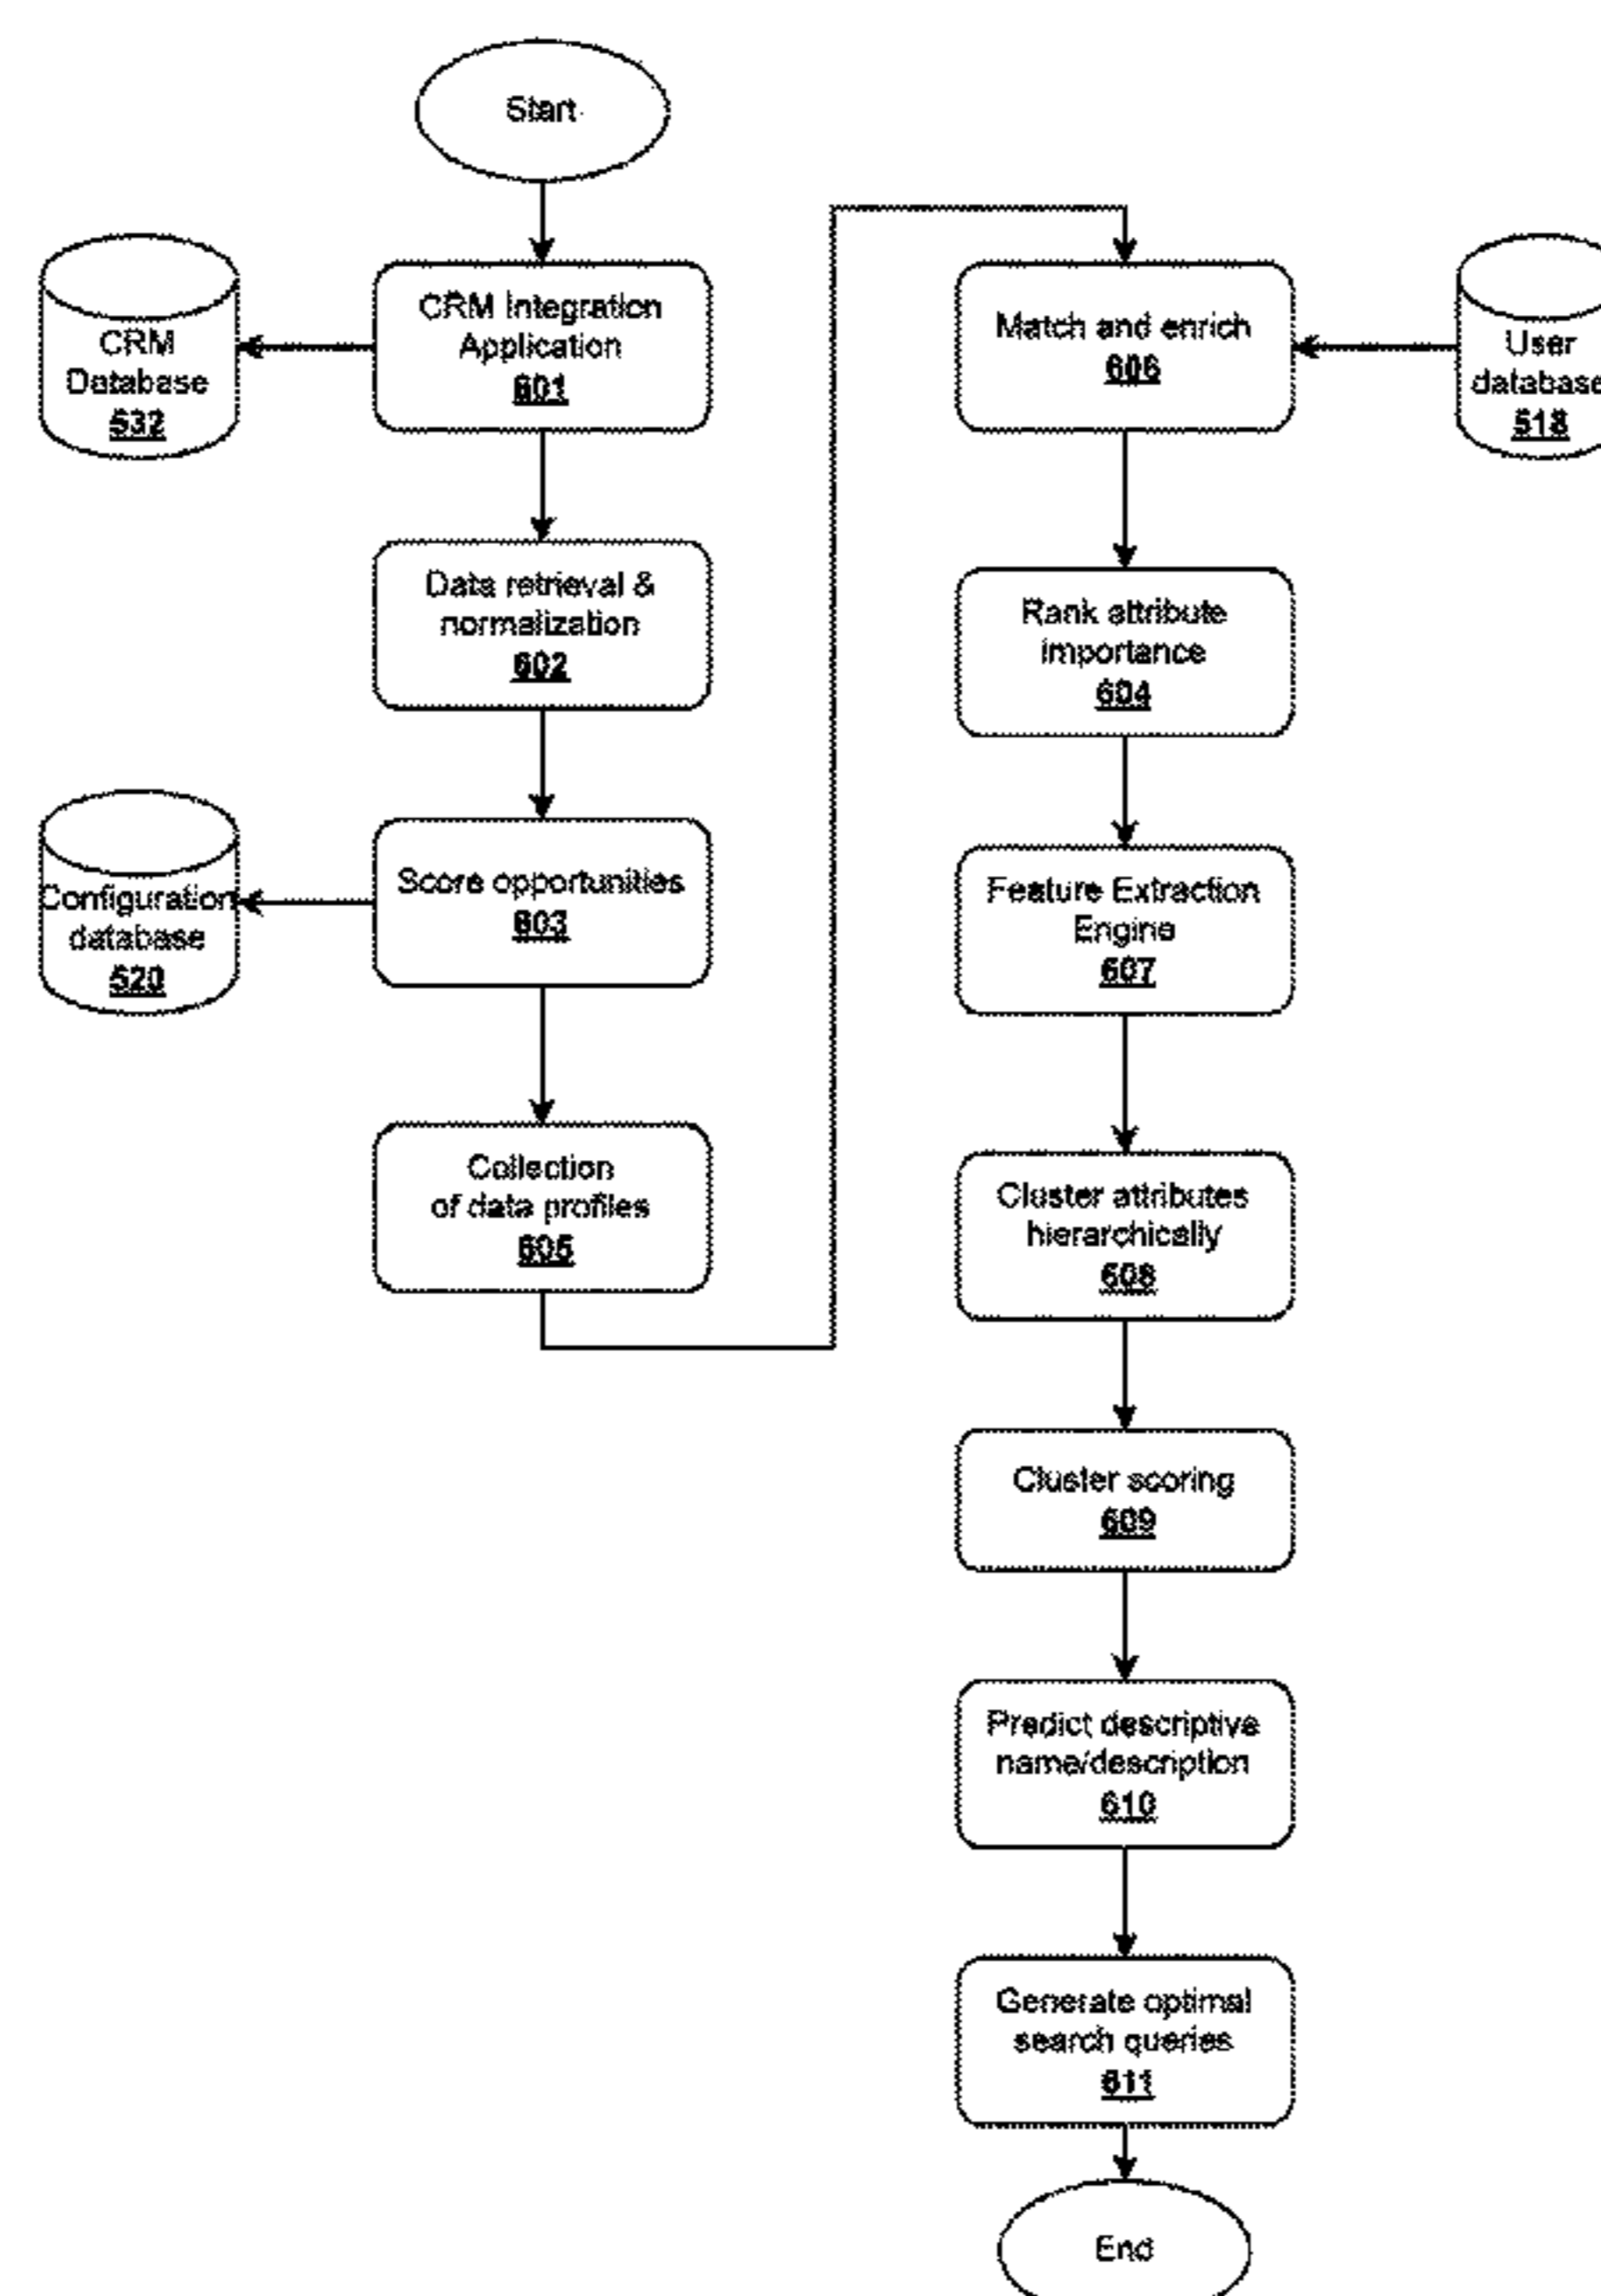 Start
CRM Integration
Application
601
CRM
Database
532
Data retrieval &
normalization
602
Score opportunities
603
Configuration
database
520
Collection
of data profiles
605
Match and enrich
606
User
database
518
Rank attribute
importance
604
Feature Extraction
Engine
607
Cluster attributes
hierarchically
608
Cluster scoring
609
Predict descriptive
name/description
610
Generate optimal
search queries
611
End